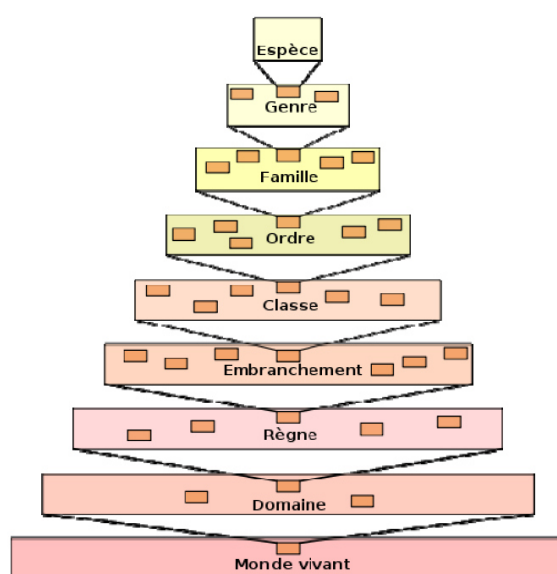 Espèce
Genre
Famille
Ordre
Classe
Embranchement
Règne
Domaine
Monde vivant